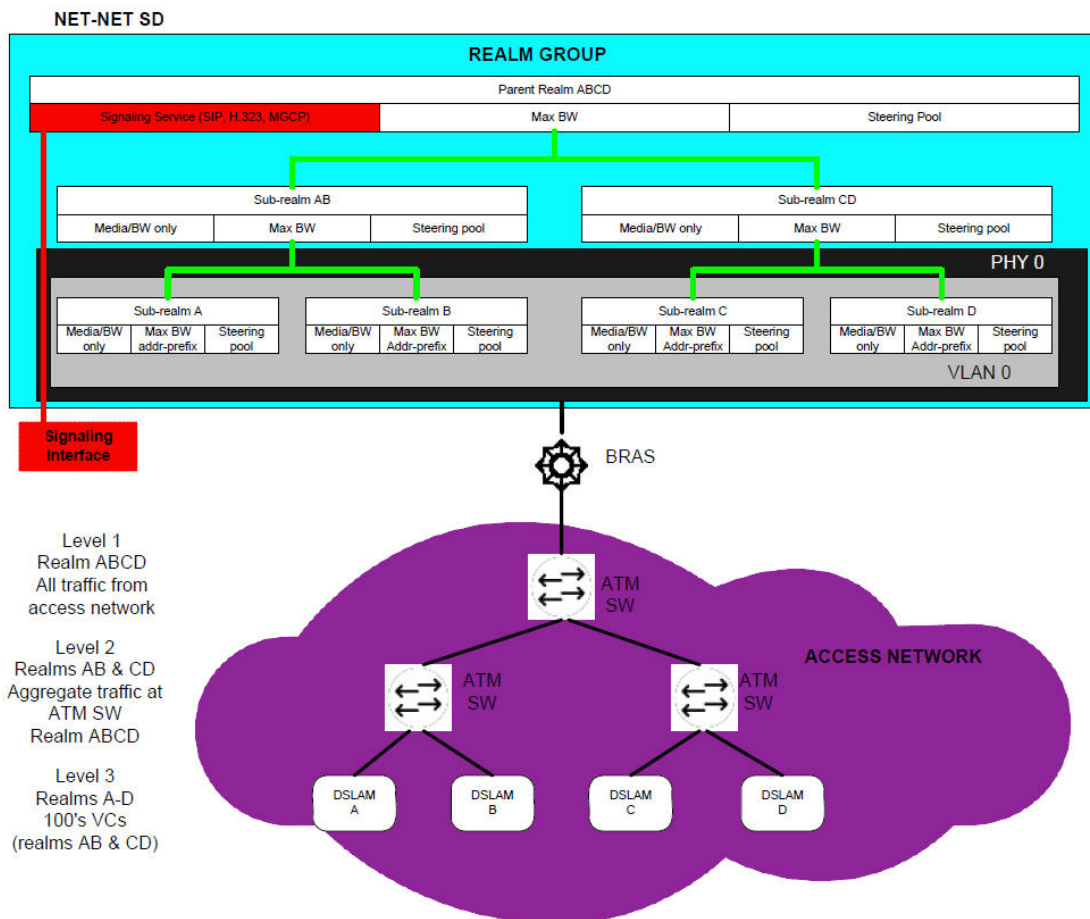 NET-NET SD
REALM GROUP
Parent Realm ABCD
Signaling Service (SIP, H.323, MGCP)
Max BW
Steering Pool
Sub-realm AB
Media/BW only
Max BW
Steering pool
Sub-realm CD
Media/BW only
Max BW
Steering pool
PHY 0
Sub-realm A
Media/BW
only
Max BW
addr-prefix
Steering
pool
Sub-realm B
Media/BW
only
Max BW
Addr-prefix
Steering
pool
Sub-realm C
Media/BW
only
Max BW
Addr-prefix
Steering
pool
Sub-realm D
Media/BW
only
Max BW
Addr-prefix
Steering
pool
VLAN 0
Signaling
Interface
BRAS
Level 1
Realm ABCD
All traffic from
access network
ATM
SW
Level 2
Realms AB & CD
Aggregate traffic at
ATM SW
Realm ABCD
ATM
SW
ATM
SW
ACCESS NETWORK
Level 3
Realms A-D
100's VCs
(realms AB & CD)
DSLAM
A
DSLAM
B
DSLAM
C
DSLAM
D